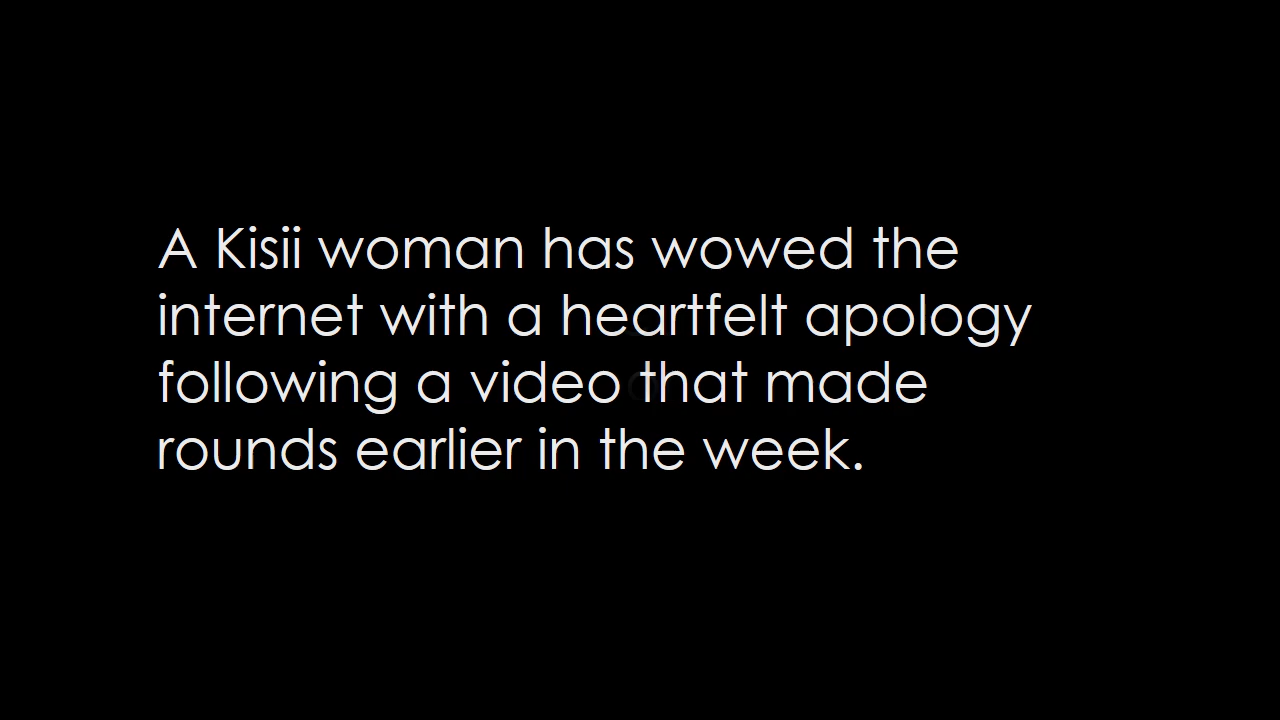 A Kisii woman has wowed the
internet with a heartfelt apology
following a video that made
rounds earlier in the week.